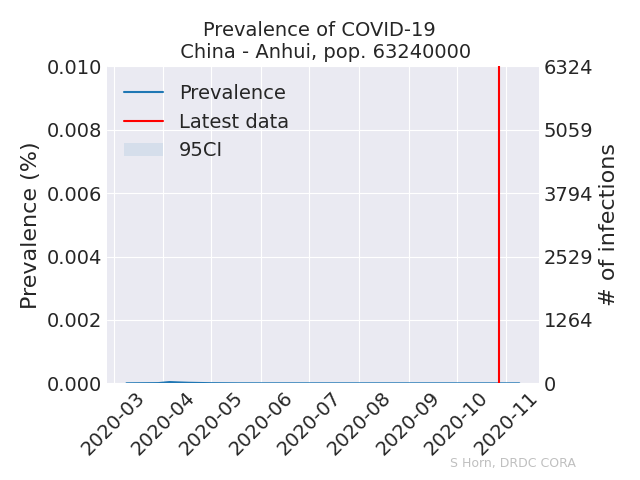 Prevalence of COVID-19
China - Anhui, pop. 63240000
0.010
0.008
0.006
0.004
0.002
0.000
Prevalence (%)
Prevalence
Latest data
95CI
6324
5059
3794
2529
1264
0
# of infections
2020-03
2020-04
2020-05
2020-06
2020-07
2020-08
2020-09
2020-10
2020-11
S Horn, DRDC CORA